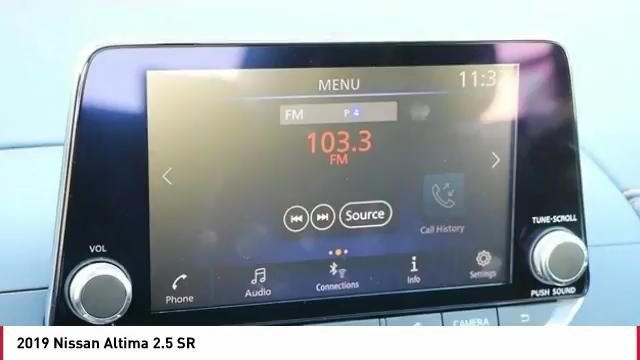 MENU
11:3
FM P 4
103.3
FM
Source
Call History
VOL
TUNE·SCROLL
PUSH SOUND
Phone
Audio
Connections
Info
Settings
CAMERA
2019 Nissan Altima 2.5 SR